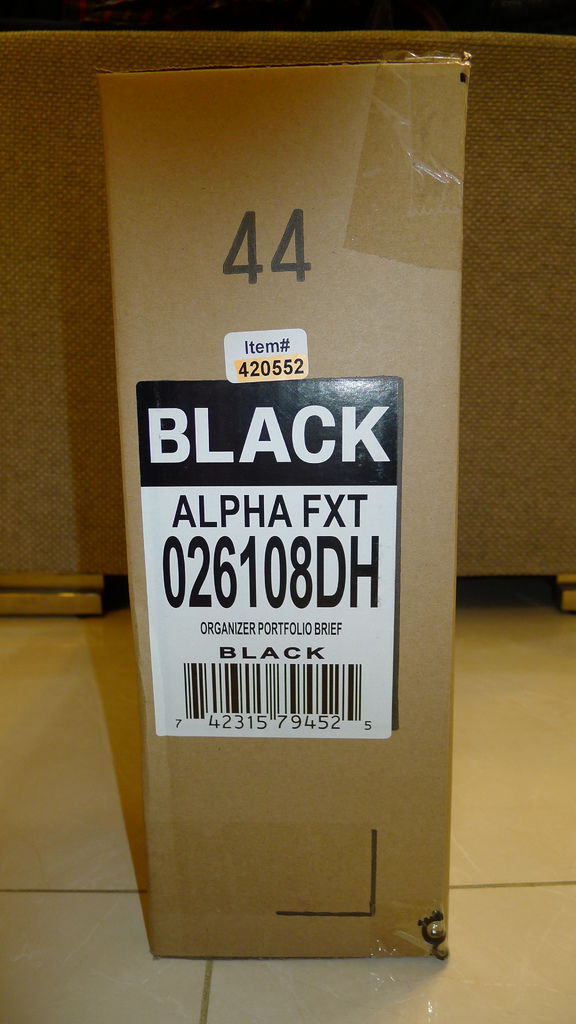 44
Item#
420552
BLACK
ALPHA FXT
026108DH
ORGANIZER PORTFOLIO BRIEF
BLACK
7 42315 79452 5